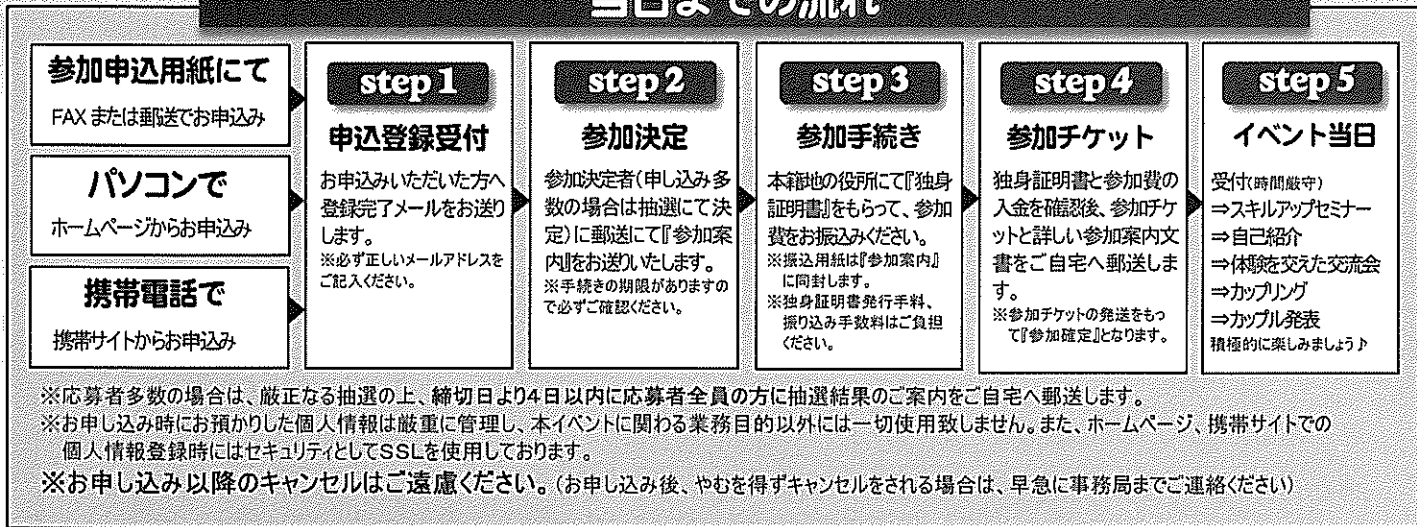 当日までの流れ
参加申込用紙にて
FAXまたは郵送でお申込み
パソコンで
ホームページからお申込み
携帯電話で
携帯サイトからお申込み
step 1
申込登録受付
お申込みいただいた方へ
登録完了メールをお送り
します。
※必ず正しいメールアドレスを
ご記入ください。
step 2
参加決定
参加決定者(申し込み多
数の場合は抽選にて決
定)に郵送にて『参加案
内』をお送りいたします。
※手続きの期限がありますの
で必ずご確認ください。
step 3
参加手続き
本籍地の役所にて『独身
証明書』をもらって、参加
費をお振込みください。
※振込用紙は『参加案内』
に同封します。
※独身証明書発行手料、
振り込み手数料はご負担
ください。
step 4
参加チケット
独身証明書と参加費の
入金を確認後、参加チケ
ットと詳しい参加案内文
書をご自宅へ郵送しま
す。
※参加チケットの発送をもっ
て『参加確定』となります。
step 5
イベント当日
受付(時間厳守)
⇒スキルアップセミナー
⇒自己紹介
⇒体験を交えた交流会
⇒カップリング
⇒カップル発表
積極的に楽しみましょう♪
※応募者多数の場合は、厳正なる抽選の上、締切日より4日以内に応募者全員の方に抽選結果のご案内をご自宅へ郵送します。
※お申し込み時にお預かりした個人情報は厳重に管理し、本イベントに関わる業務目的以外には一切使用致しません。また、ホームページ、携帯サイトでの
個人情報登録時にはセキュリティとしてSSLを使用しております。
※お申し込み以降のキャンセルはご遠慮ください。(お申し込み後、やむを得ずキャンセルをされる場合は、早急に事務局までご連絡ください)